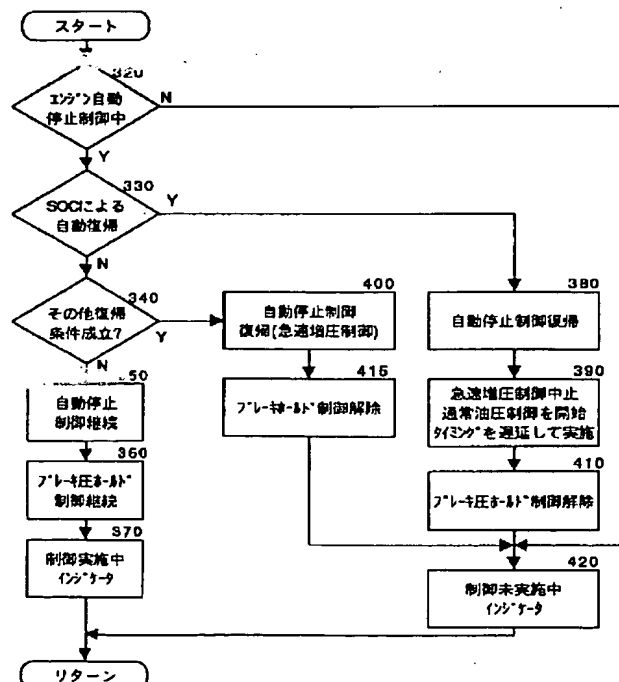 スタート
320
エンジン自動
停止制御中
N
Y
330
SOCによる
自動復帰
Y
N
340
その他復帰
条件成立?
Y
N
400
自動停止制御
復帰(急速増圧制御)
380
自動停止制御復帰
50
自動停止
制御継続
415
ブレーキホールド制御解除
390
急速増圧制御中止
通常油圧制御を開始
タイミングを遅延して実施
360
ブレーキ圧ホールド
制御継続
410
ブレーキ圧ホールド制御解除
370
制御実施中
インジケータ
420
制御未実施中
インジケータ
リターン